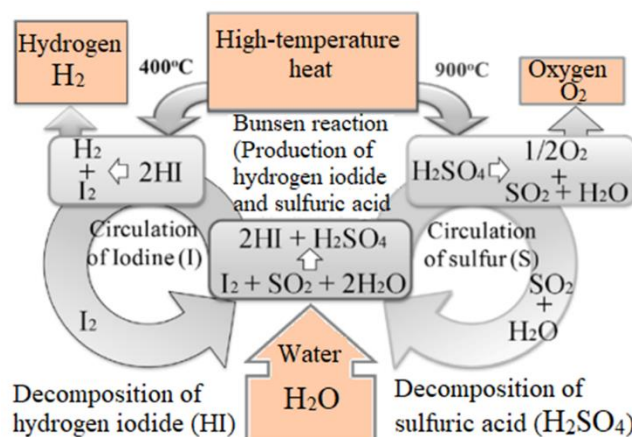 Hydrogen
H₂
400°C
High-temperature
heat
900°C
Oxygen
O₂
Bunsen reaction
(Production of
hydrogen iodide
and sulfuric acid
H₂
+
I₂
2HI
H₂SO₄
1/2O₂
+
SO₂ + H₂O
Circulation
of Iodine (I)
2HI + H₂SO₄
I₂ + SO₂ + 2H₂O
Circulation
of sulfur (S)
I₂
SO₂
+
H₂O
Water
H₂O
Decomposition of
hydrogen iodide (HI)
Decomposition of
sulfuric acid (H₂SO₄)